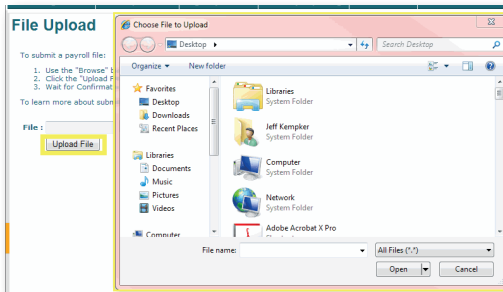 File Upload
To submit a payroll file:
1. Use the "Browse" b
2. Click the "Upload F
3. Wait for Confirmat
To learn more about subm
File :
Upload File
Choose File to Upload
Desktop
Search Desktop
Organize
New folder
Favorites
Desktop
Downloads
Recent Places
Libraries
Documents
Music
Pictures
Videos
Computer
Libraries
System Folder
Jeff Kempker
System Folder
Computer
System Folder
Network
System Folder
Adobe Acrobat X Pro
File name:
All Files (*.*)
Open
Cancel